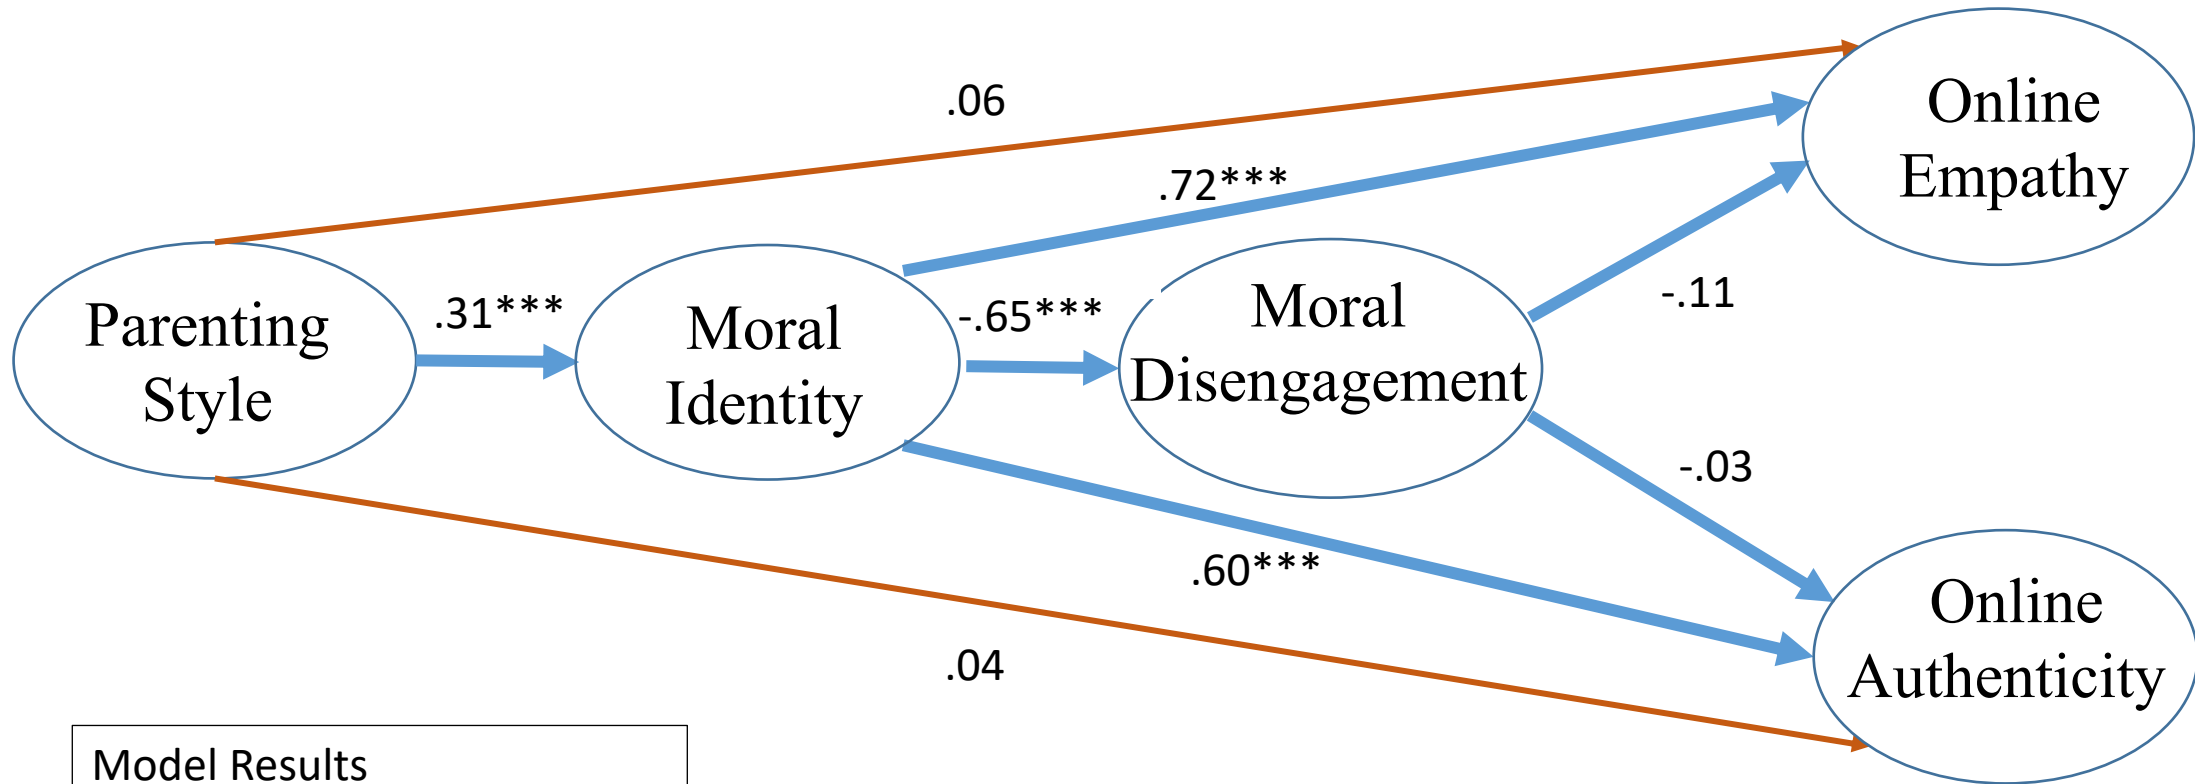 .06
Online
Empathy
.72***
-.11
Parenting
Style
.31***
Moral
Identity
-.65***
Moral
Disengagement
-.03
.60***
Online
Authenticity
.04
Model Results